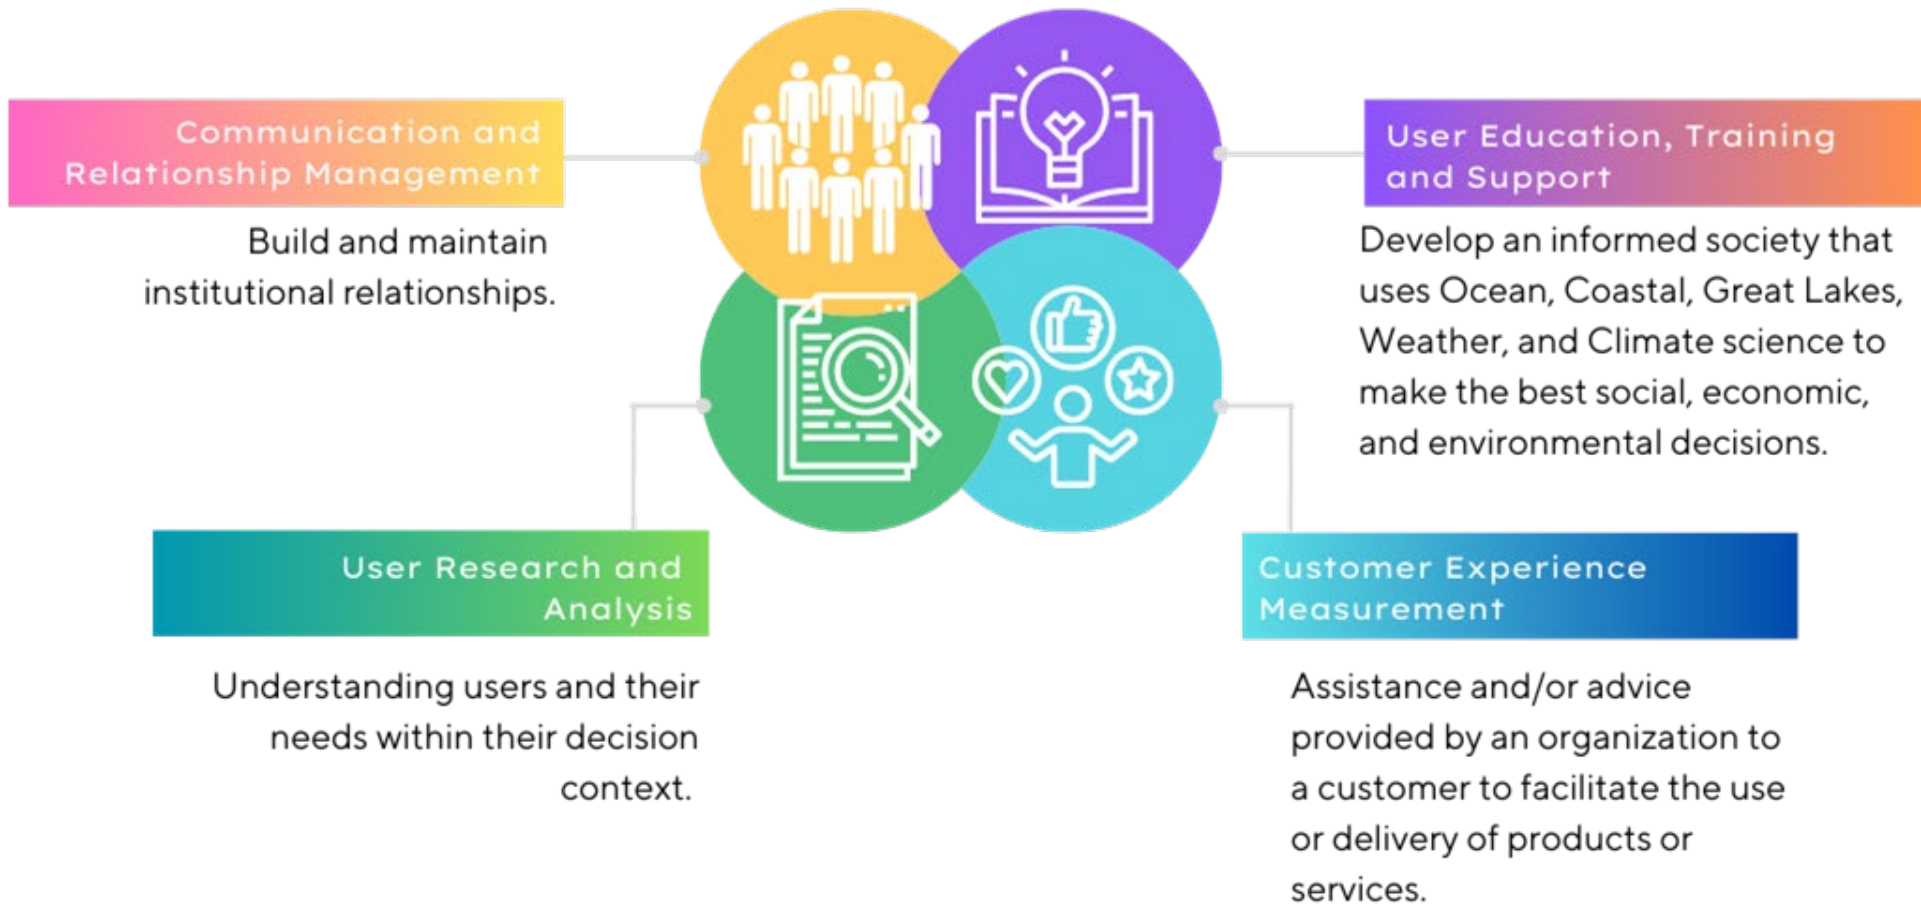 Communication and
Relationship Management
Build and maintain
institutional relationships.
User Education, Training
and Support
Develop an informed society that
uses Ocean, Coastal, Great Lakes,
Weather, and Climate science to
make the best social, economic,
and environmental decisions.
User Research and
Analysis
Understanding users and their
needs within their decision
context.
Customer Experience
Measurement
Assistance and/or advice
provided by an organization to
a customer to facilitate the use
or delivery of products or
services.